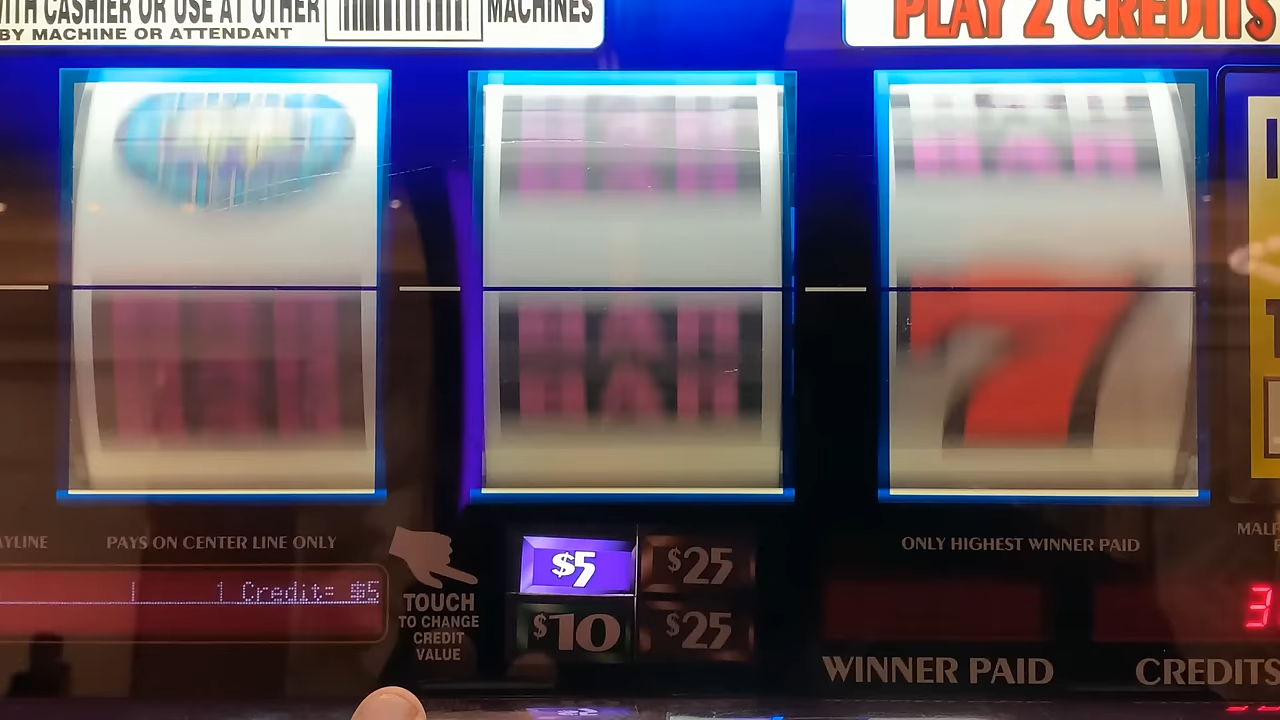 WITH CASHIER OR USE AT OTHER MACHINES
BY MACHINE OR ATTENDANT
PLAY 2 CREDITS
7
PAYS ON CENTER LINE ONLY
1 Credit= $5
TOUCH
TO CHANGE
CREDIT
VALUE
$5
$25
$10
$25
ONLY HIGHEST WINNER PAID
WINNER PAID
CREDITS
3